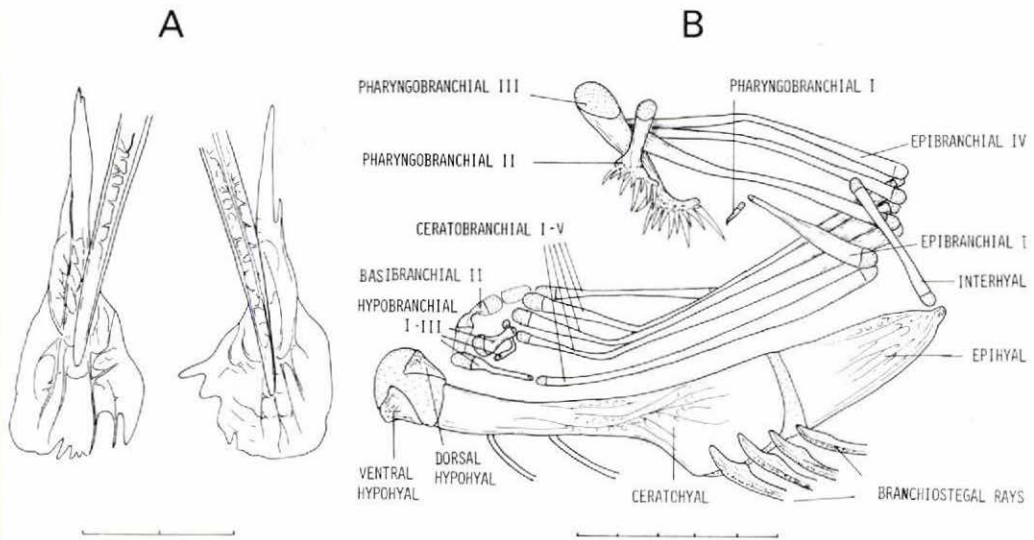 A
B
PHARYNGOBRANCHIAL III
PHARYNGOBRANCHIAL I
EPIBRANCHIAL IV
PHARYNGOBRANCHIAL II
CERATOBRANCHIAL I-V
EPIBRANCHIAL I
BASIBRANCHIAL II
INTERHYAL
HYPOBRANCHIAL
I-III
EPIHYAL
VENTRAL
HYPOHYAL
DORSAL
HYPOHYAL
CERATOHYAL
BRANCHIOSTEGAL RAYS